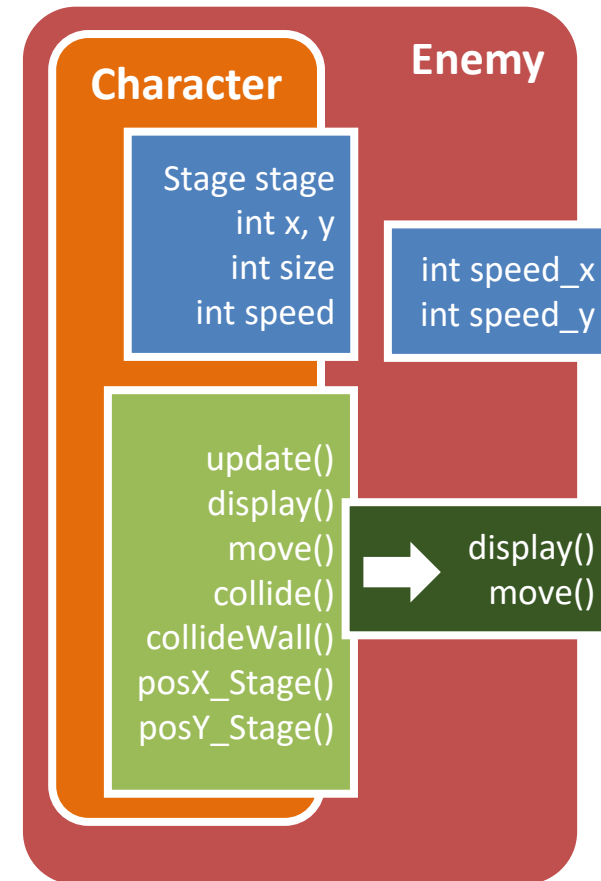 Character
Enemy
Stage stage
int x, y
int size
int speed
int speed_x
int speed_y
update()
display()
move()
collide()
collideWall()
posX_Stage()
posY_Stage()
display()
move()